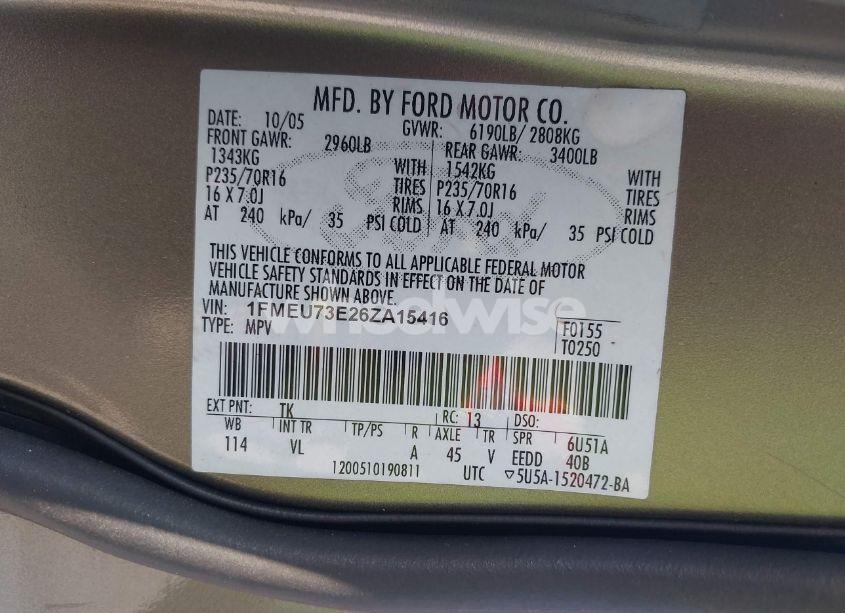 MFD. BY FORD MOTOR CO.
DATE: 10/05 GVWR: 6190LB/ 2808KG
FRONT GAWR: 2960LB REAR GAWR: 3400LB
1343KG WITH 1542KG WITH
P235/70R16 TIRES P235/70R16 TIRES
16 X 7.0J RIMS 16 X 7.0J RIMS
AT 240 kPa/ 35 PSI COLD AT 240 kPa/ 35 PSI COLD
THIS VEHICLE CONFORMS TO ALL APPLICABLE FEDERAL MOTOR
VEHICLE SAFETY STANDARDS IN EFFECT ON THE DATE OF
MANUFACTURE SHOWN ABOVE.
VIN: 1FMEU73E26ZA15416 F0155
TYPE: MPV T0250
wheelwise
EXT PNT: TK RC: 13 DSO:
WB INT TR TP/PS R AXLE TR SPR 6U51A
114 VL A 45 V EEDD 40B
1200510190811 UTC ▽5U5A-1520472-BA